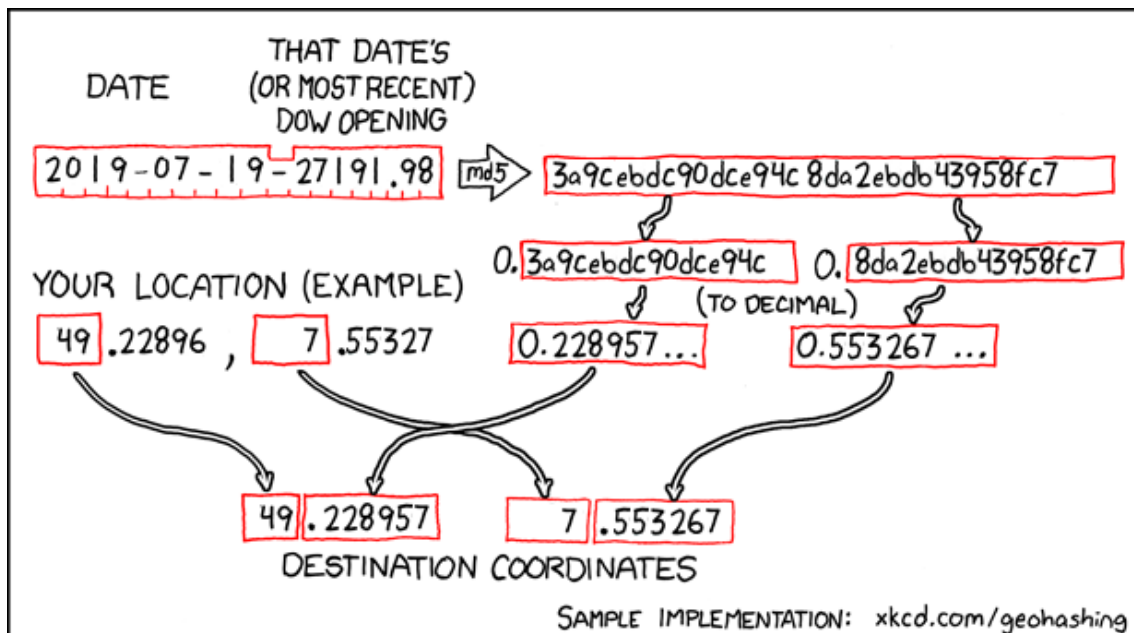 DATE
THAT DATE'S
(OR MOST RECENT)
DOW OPENING
2019-07-19-27191.98
md5
3a9cebdc90dce94c8da2ebdb43958fc7
0.3a9cebdc90dce94c
0.8da2ebdb43958fc7
YOUR LOCATION (EXAMPLE)
(TO DECIMAL)
49.22896, 7.55327
0.228957...
0.553267...
49.228957
7.553267
DESTINATION COORDINATES
SAMPLE IMPLEMENTATION: xkcd.com/geohashing